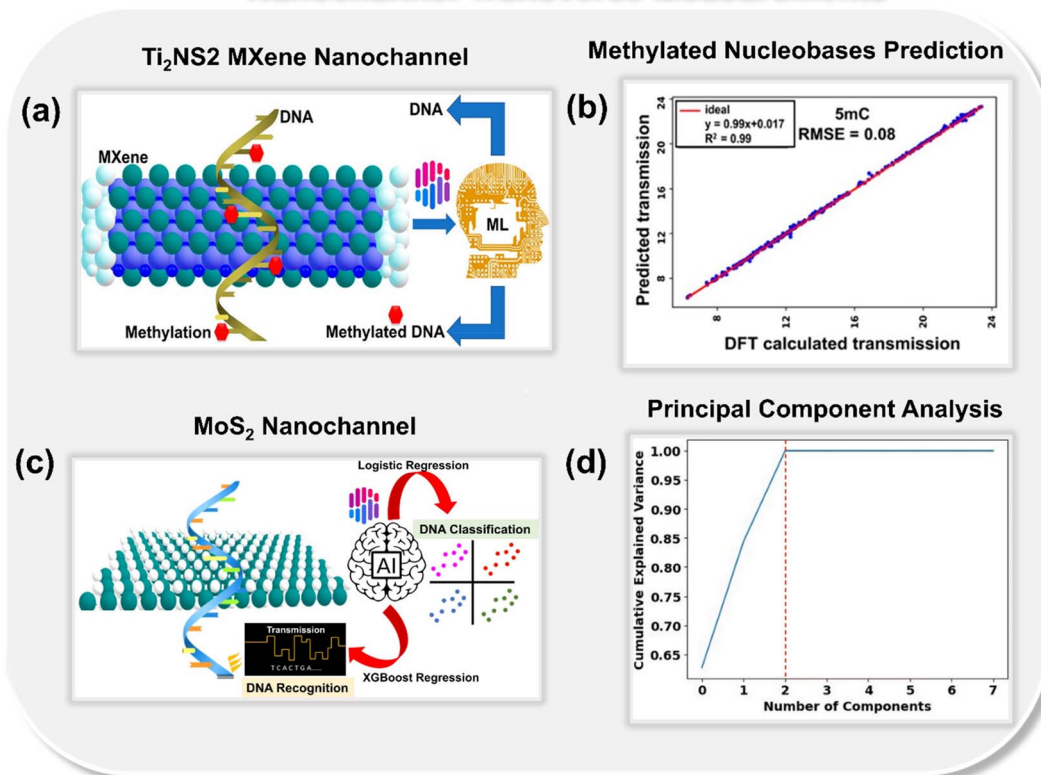 Ti₂NS2 MXene Nanochannel
(a)
DNA
DNA
MXene
ML
Methylation
Methylated DNA
Methylated Nucleobases Prediction
(b)
ideal
y = 0.99x+0.017
R² = 0.99
5mC
RMSE = 0.08
Predicted transmission
24
20
16
12
8
8
12
16
20
24
DFT calculated transmission
MoS₂ Nanochannel
(c)
Logistic Regression
DNA Classification
AI
Transmission
TCACTGA......
DNA Recognition
XGBoost Regression
Principal Component Analysis
(d)
Cumulative Explained Variance
1.00
0.95
0.90
0.85
0.80
0.75
0.70
0.65
0 1 2 3 4 5 6 7
Number of Components